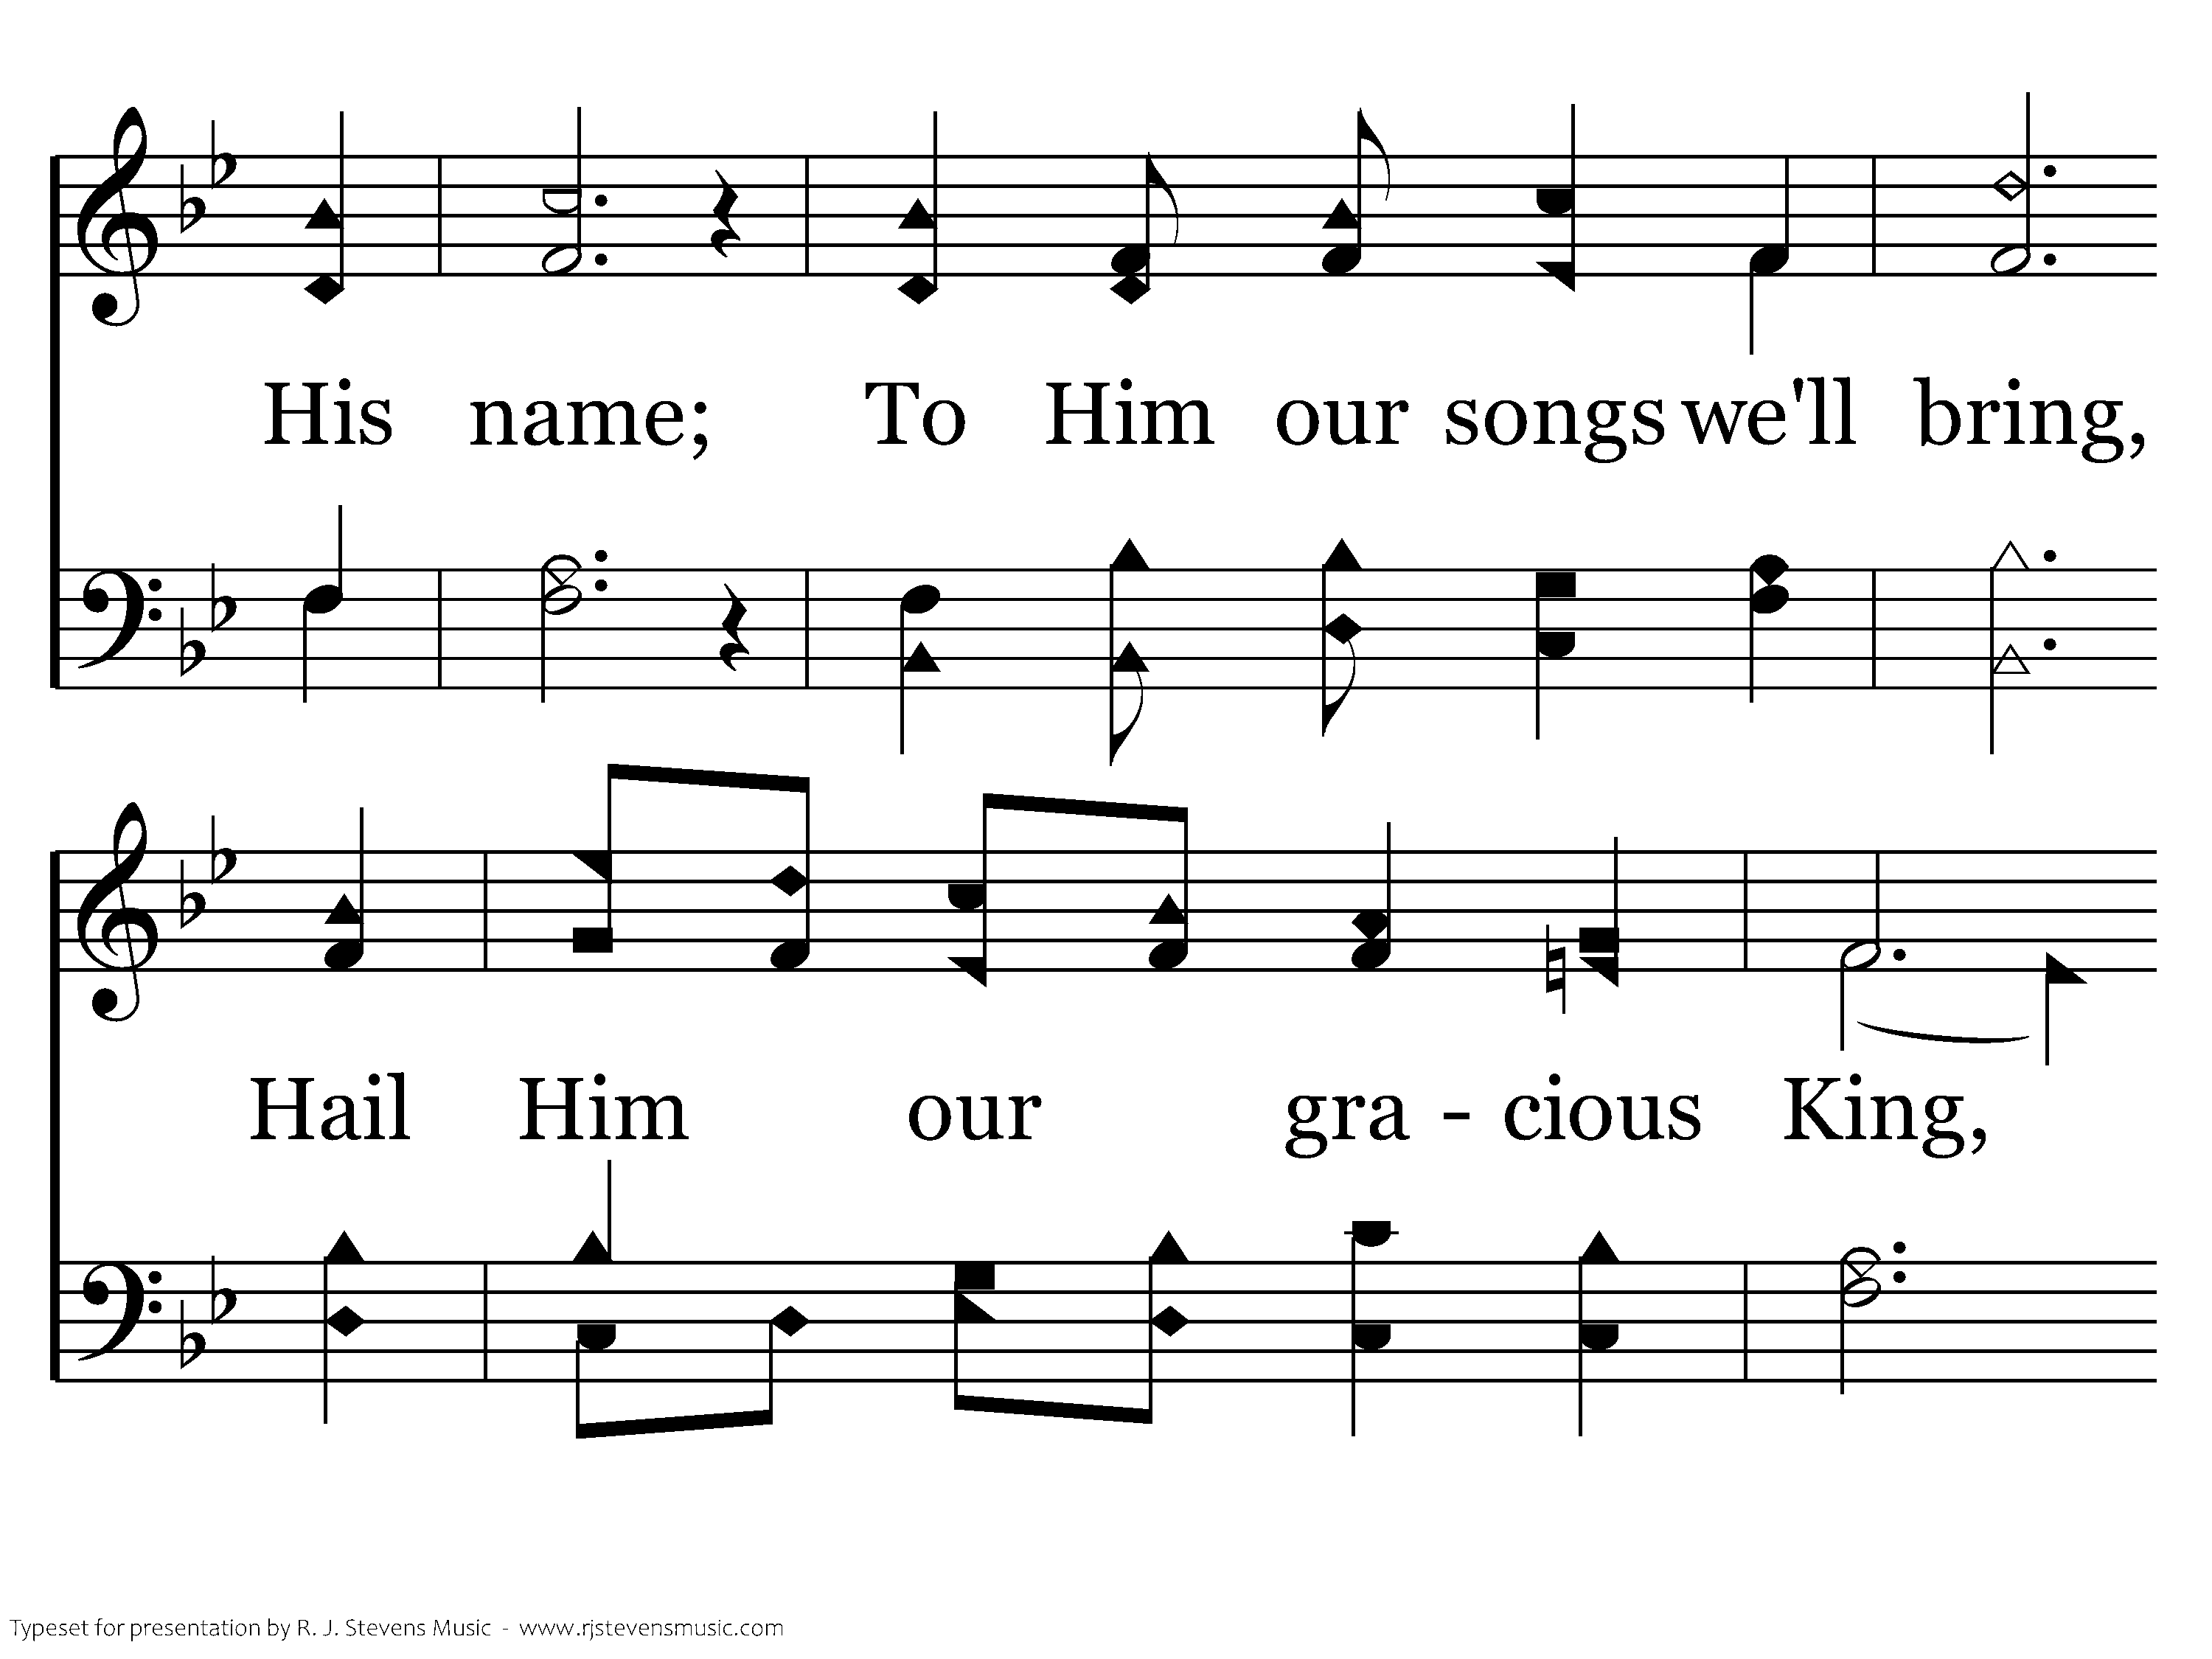 His name; To Him our songs we'll bring,
Hail Him our gra - cious King,
Typeset for presentation by R. J. Stevens Music - www.rjstevensmusic.com